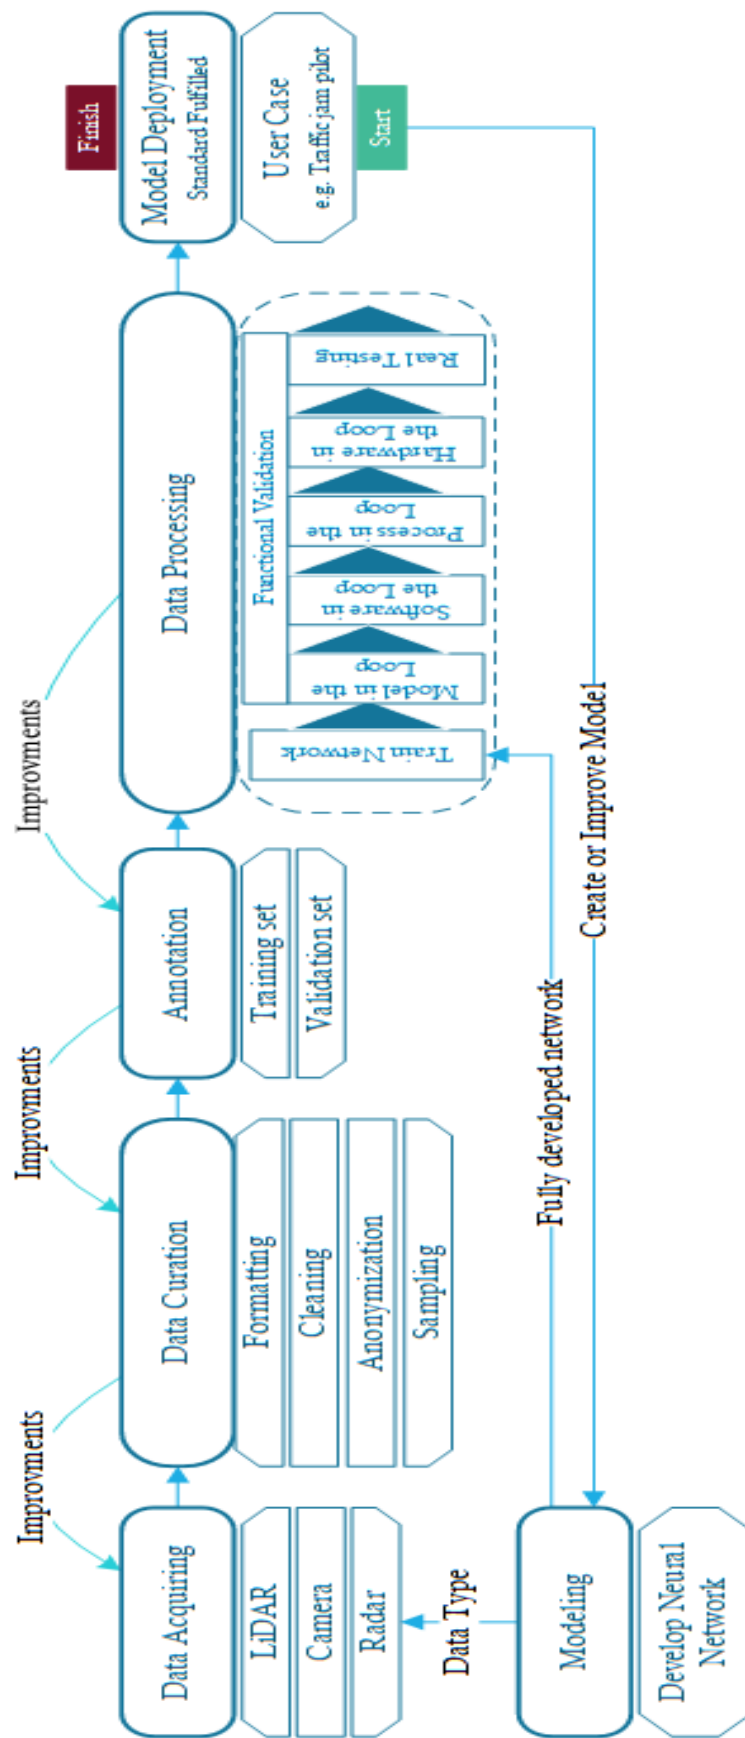 Improvments
Improvments
Improvments
Data Acquiring
LiDAR
Camera
Radar
Data Curation
Formatting
Cleaning
Anonymization
Sampling
Annotation
Training set
Validation set
Data Processing
Functional Validation
Train Network
Model in the
Loop
Software in
the Loop
Process in the
Loop
Hardware in
the Loop
Real Testing
Finish
Model Deployment
Standard Fulfilled
User Case
e.g. Traffic jam pilot
Start
Data Type
Fully developed network
Create or Improve Model
Modeling
Develop Neural
Network